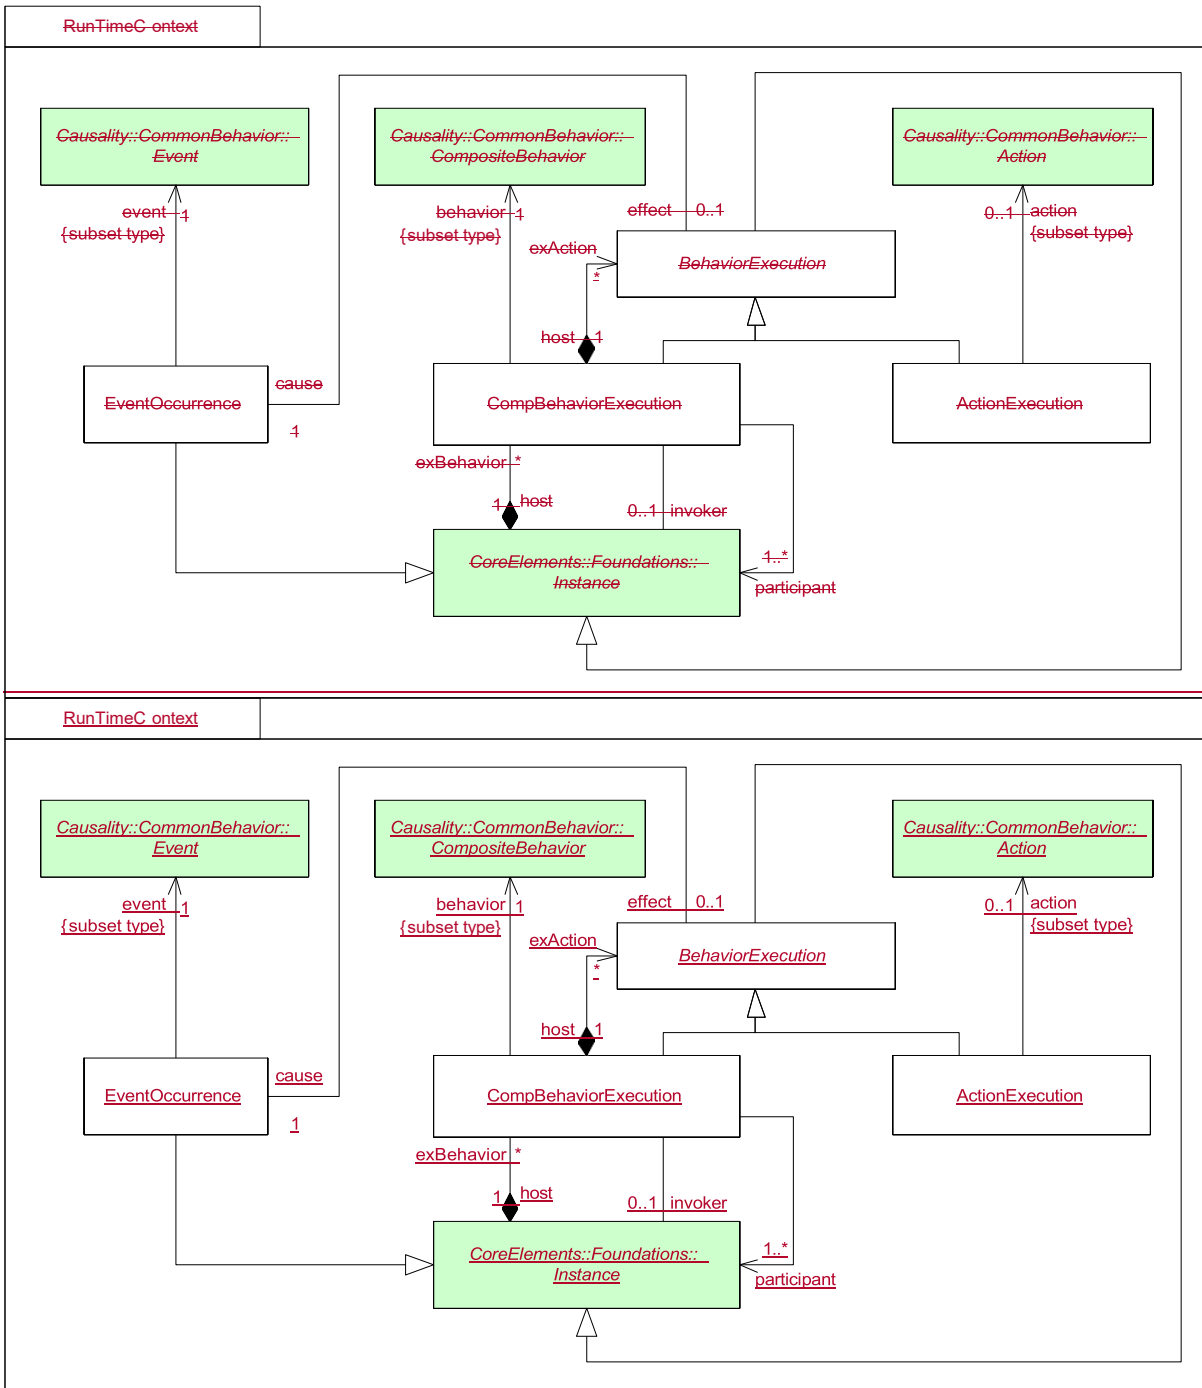 RunTimeC ontext
Causality::CommonBehavior::
Event
Causality::CommonBehavior::
CompositeBehavior
Causality::CommonBehavior::
Action
event 1
{subset type}
behavior 1
{subset type}
effect 0..1
0..1 action
{subset type}
exAction
*
BehaviorExecution
host 1
EventOccurrence
cause
1
CompBehaviorExecution
ActionExecution
exBehavior *
1 host
0..1 invoker
CoreElements::Foundations::
Instance
1..*
participant
RunTimeC ontext
Causality::CommonBehavior::
Event
Causality::CommonBehavior::
CompositeBehavior
Causality::CommonBehavior::
Action
event 1
{subset type}
behavior 1
{subset type}
effect 0..1
0..1 action
{subset type}
exAction
*
BehaviorExecution
host 1
EventOccurrence
cause
1
CompBehaviorExecution
ActionExecution
exBehavior *
1 host
0..1 invoker
CoreElements::Foundations::
Instance
1..*
participant